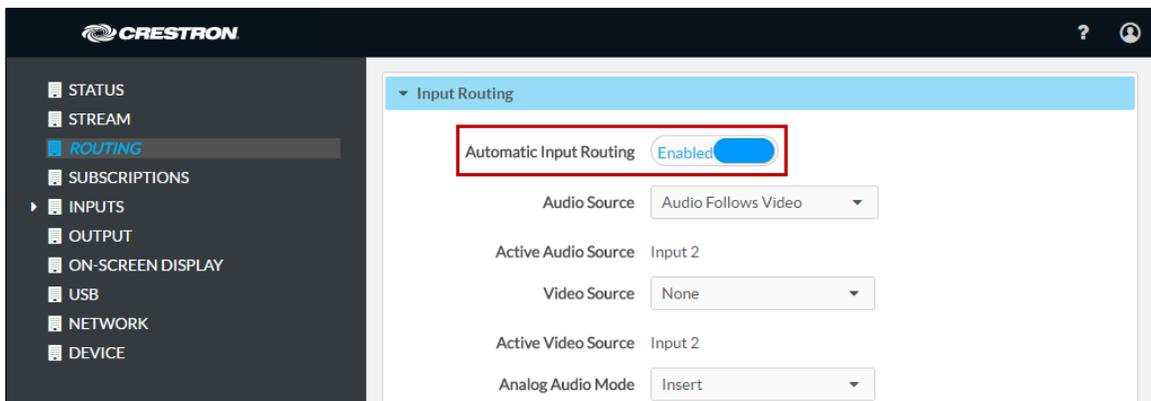 CRESTRON
?
STATUS
STREAM
ROUTING
SUBSCRIPTIONS
INPUTS
OUTPUT
ON-SCREEN DISPLAY
USB
NETWORK
DEVICE
Input Routing
Automatic Input Routing Enabled
Audio Source Audio Follows Video
Active Audio Source Input 2
Video Source None
Active Video Source Input 2
Analog Audio Mode Insert